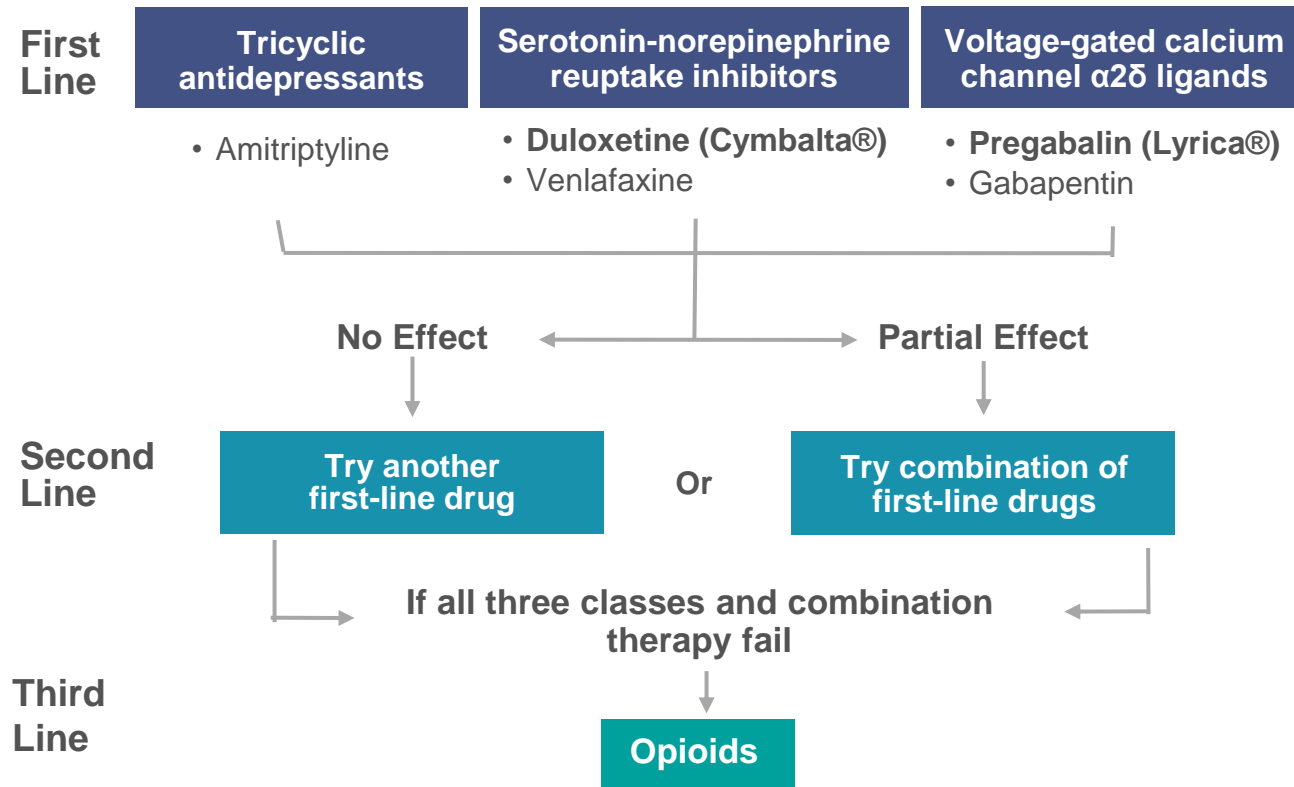 First
Line
Tricyclic
antidepressants
Serotonin-norepinephrine
reuptake inhibitors
Voltage-gated calcium
channel α2δ ligands
• Amitriptyline
• Duloxetine (Cymbalta®)
• Venlafaxine
• Pregabalin (Lyrica®)
• Gabapentin
No Effect
Partial Effect
Second
Line
Try another
first-line drug
Or
Try combination of
first-line drugs
If all three classes and combination
therapy fail
Third
Line
Opioids